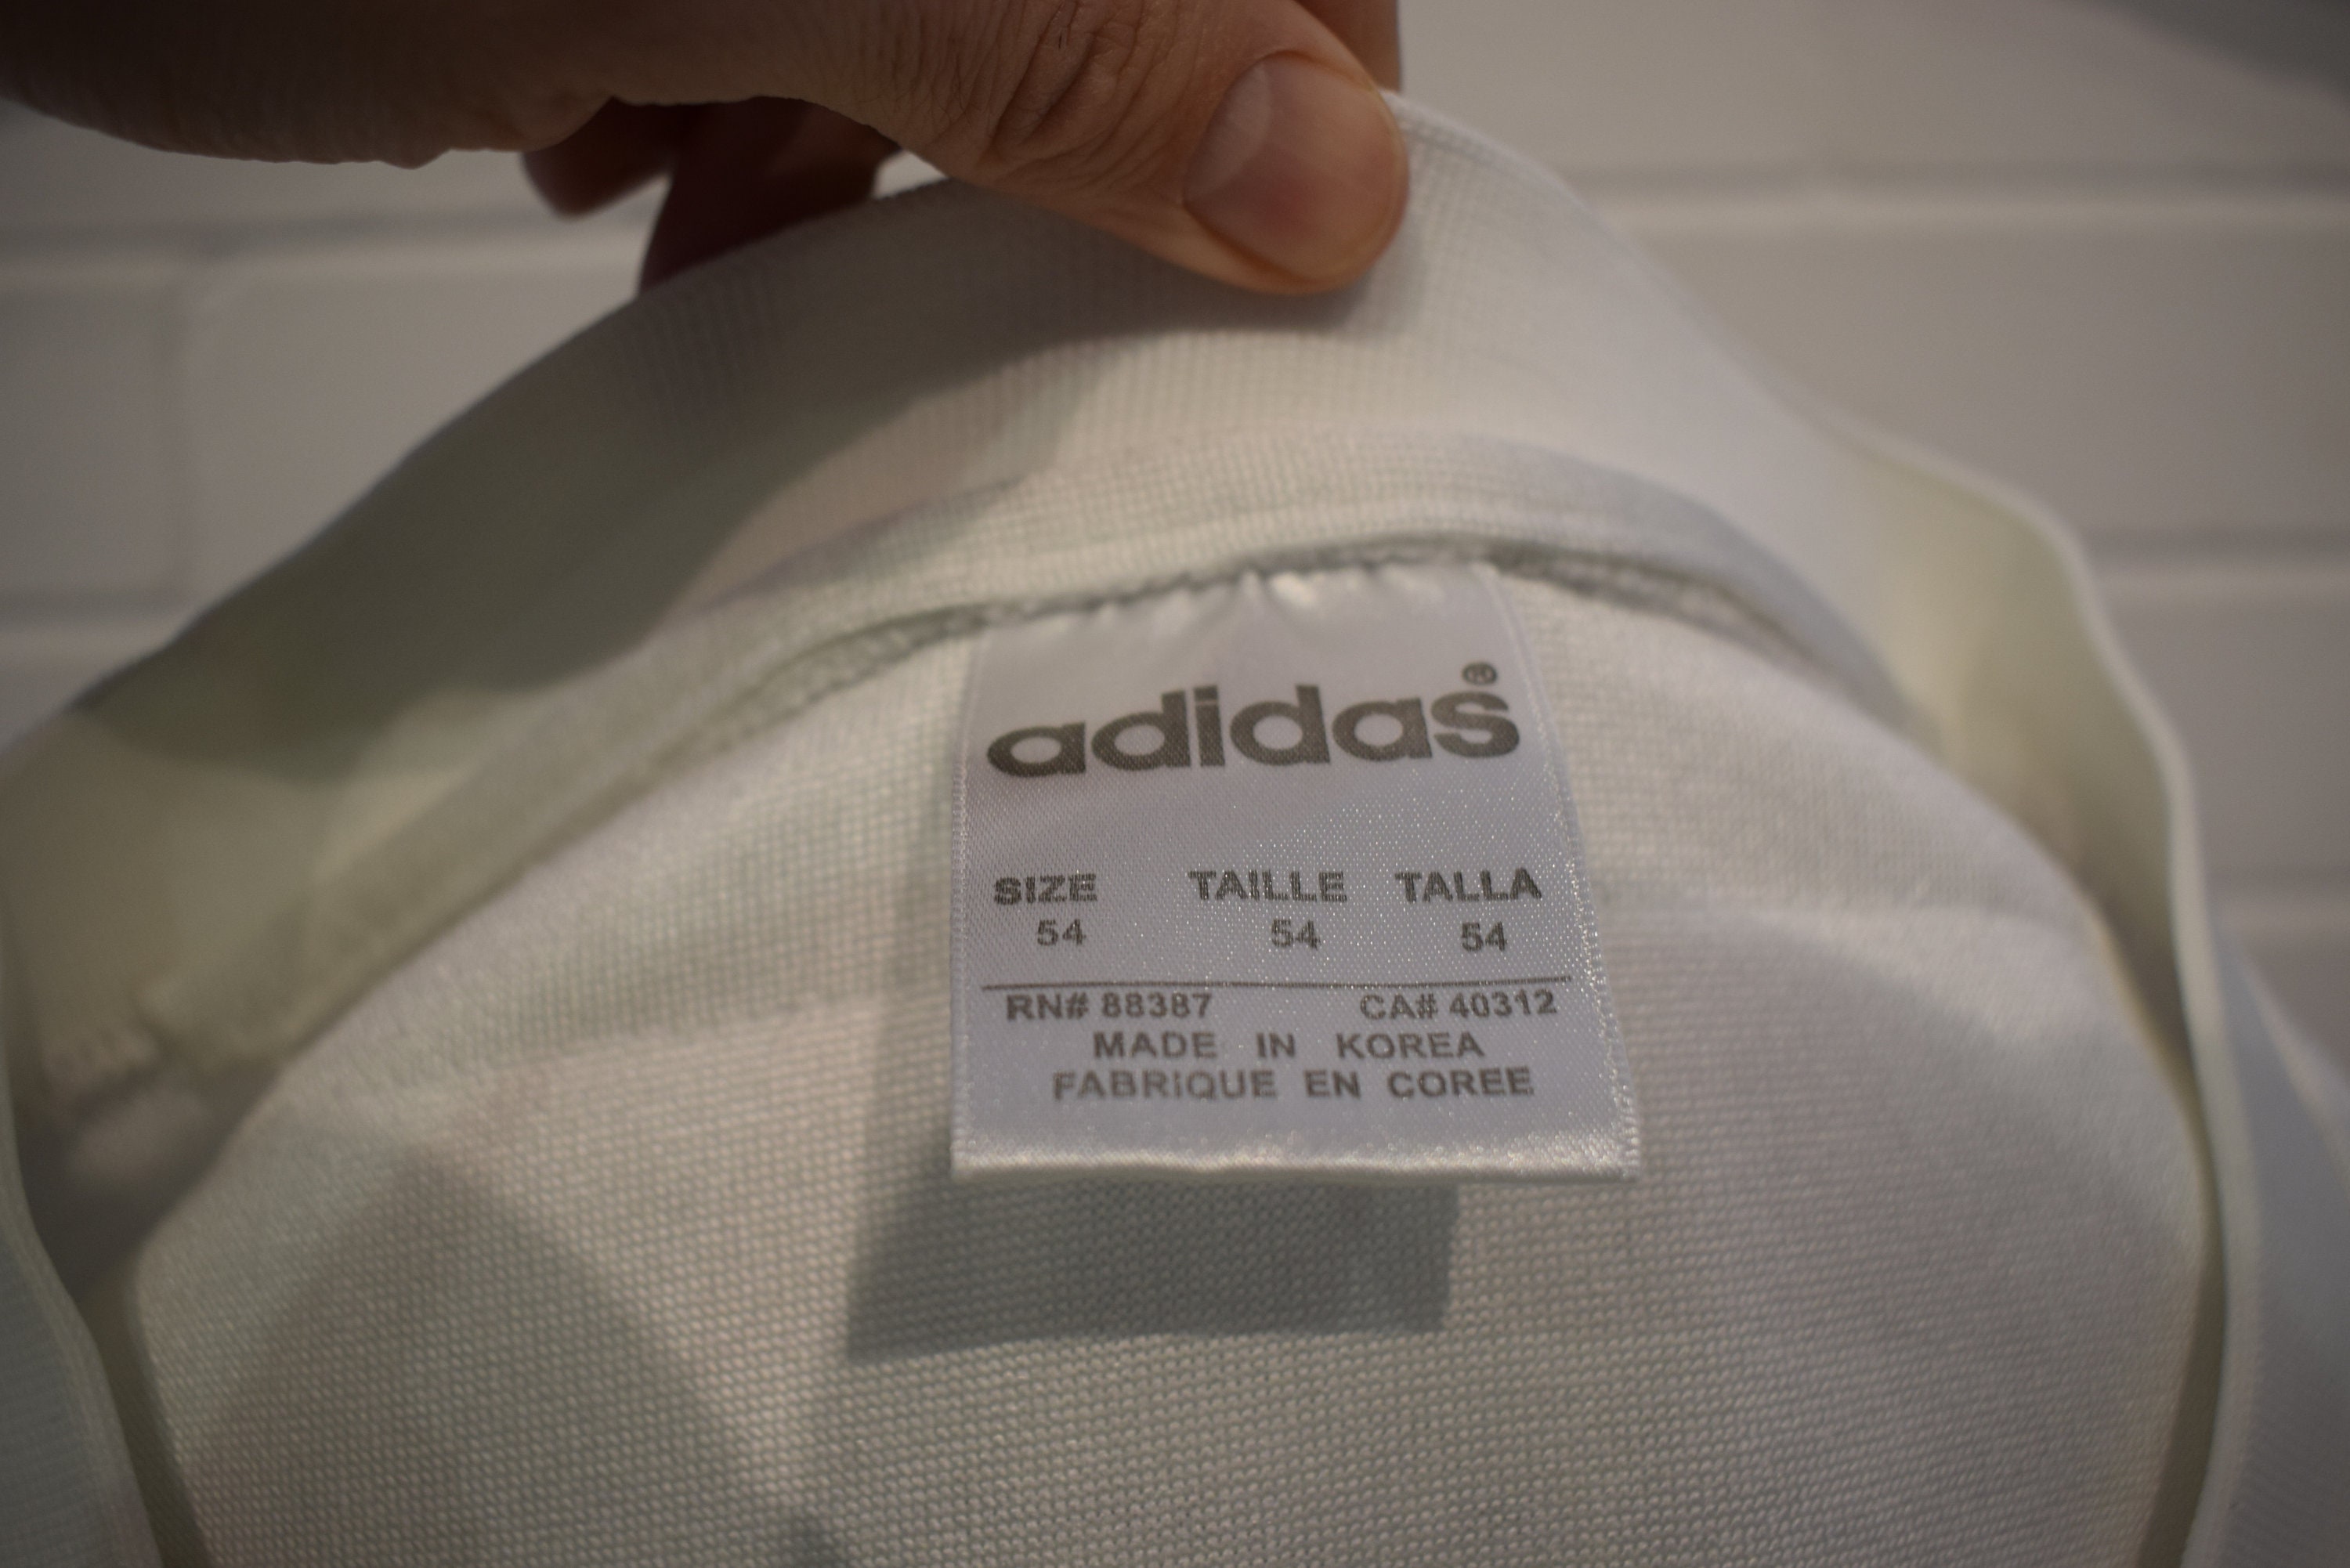 adidas®
SIZE TAILLE TALLA
54 54 54
RN# 88387 CA# 40312
MADE IN KOREA
FABRIQUE EN COREE